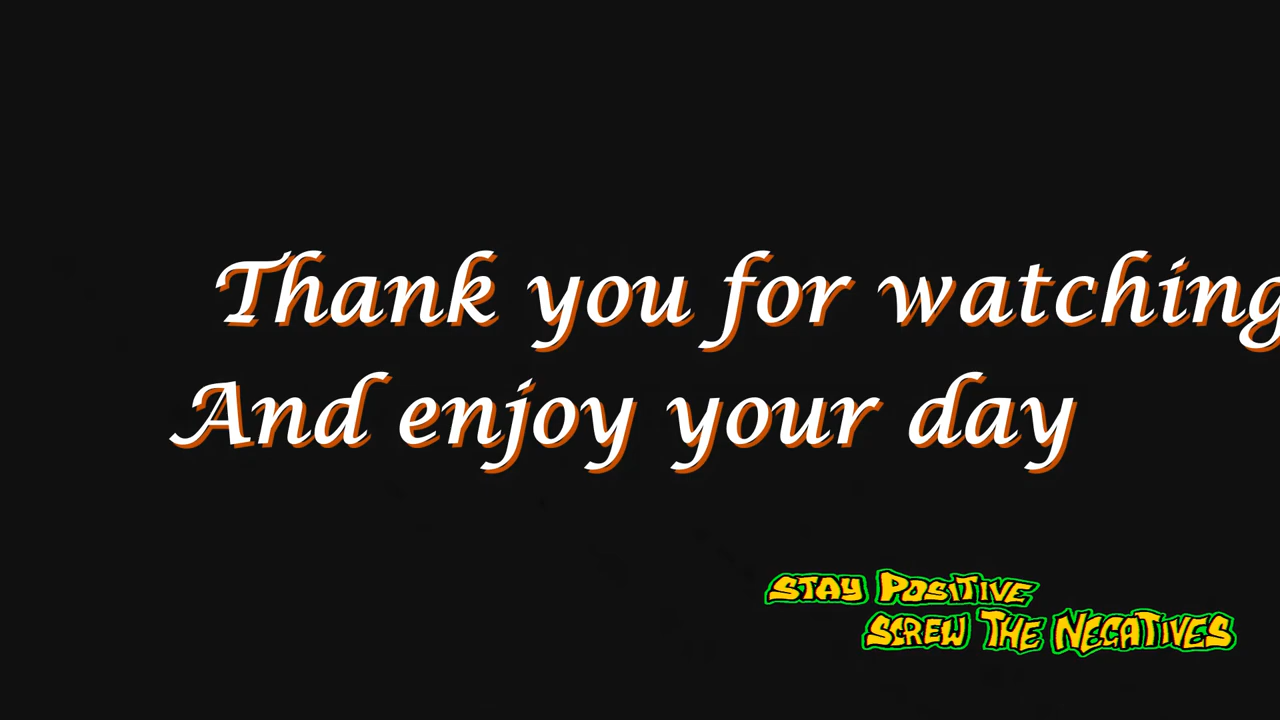 Thank you for watching
And enjoy your day
STAY POSITIVE
SCREW THE NEGATIVES